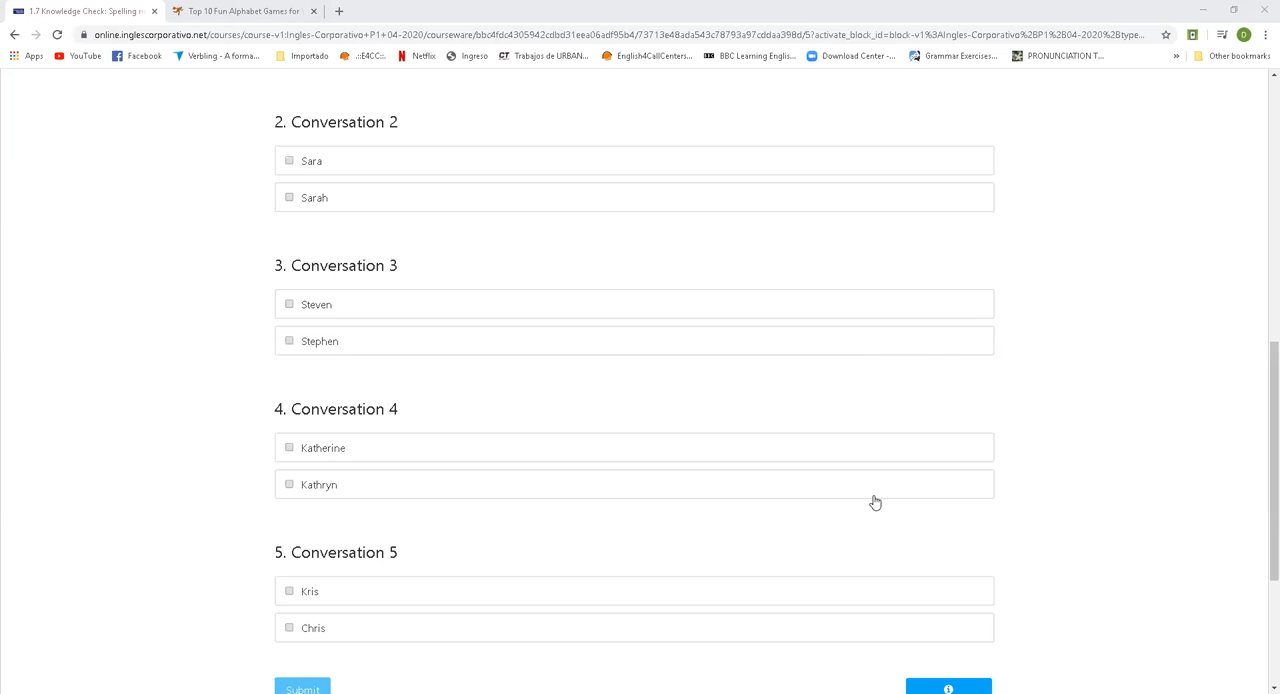 1.7 Knowledge Check: Spelling n
Top 10 Fun Alphabet Games for
online.inglescorporativo.net/courses/course-v1:Ingles-Corporativo+P1+04-2020/courseware/bbc4fdc4305942cdbd31eea06adf95b4/73713e48ada543c78793a97cdaa398d/5?activate_block_id=block-v1%3AIngles-Corporativo%2BP1%2B04-2020%2Btype...
D
Apps YouTube Facebook Verbling - A forma... Importado .::E4CC::. Netflix Ingles :) CT Trabajos de URBAN... English4CallCenters... BBC Learning Englis... Download Center -... Grammar Exercises... PRONUNCIATION T... » Other bookmarks
2. Conversation 2
Sara
Sarah
3. Conversation 3
Steven
Stephen
4. Conversation 4
Katherine
Kathryn
5. Conversation 5
Kris
Chris
Submit